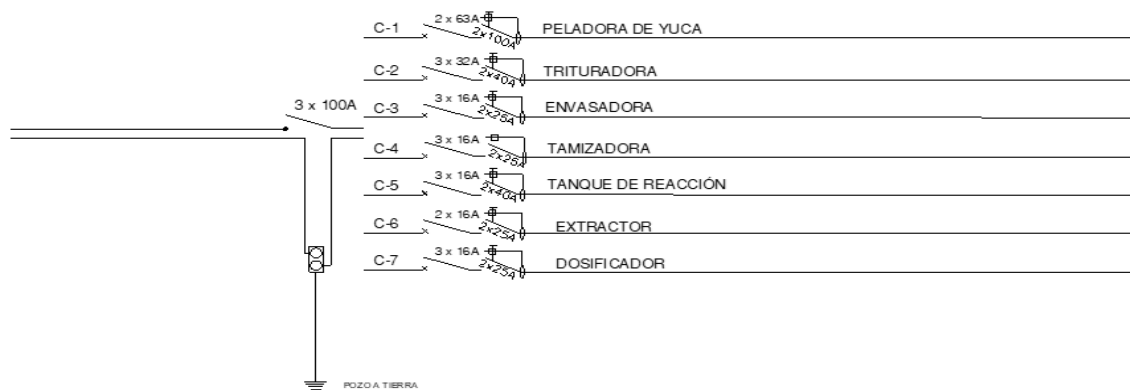 C-1 2 x 63A 2x100A PELADORA DE YUCA
C-2 3 x 32A 2x40A TRITURADORA
3 x 100A
C-3 3 x 16A 2x25A ENVASADORA
C-4 3 x 16A 2x25A TAMIZADORA
C-5 3 x 16A 2x40A TANQUE DE REACCIÓN
C-6 2 x 16A 2x25A EXTRACTOR
C-7 3 x 16A 2x25A DOSIFICADOR
POZO A TIERRA